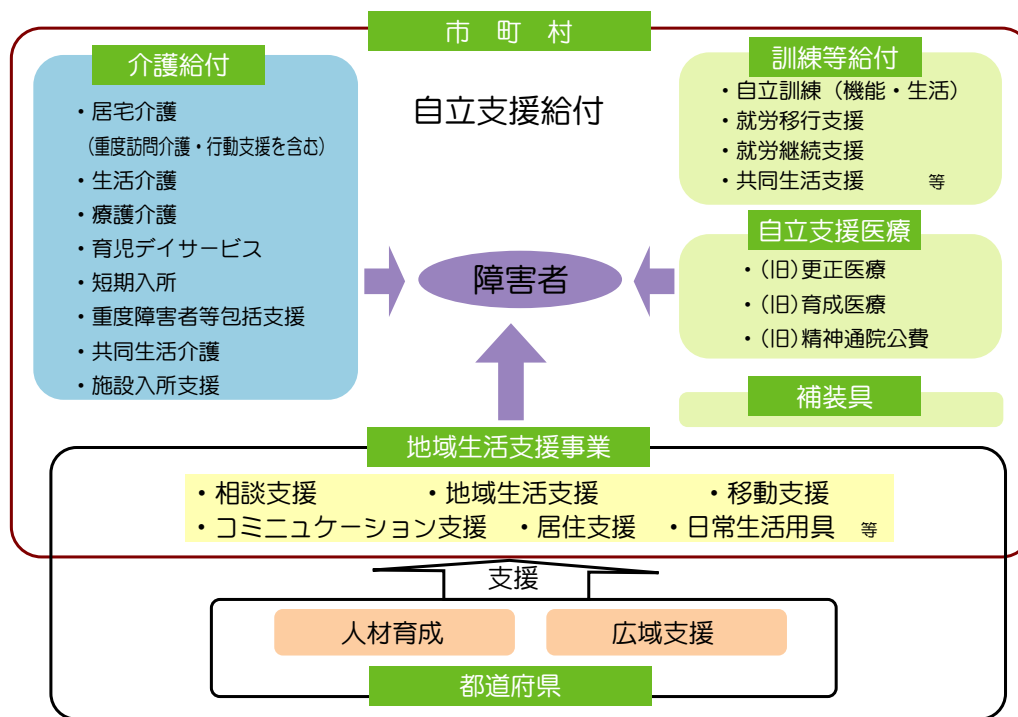 市 町 村
介護給付
・居宅介護
（重度訪問介護・行動支援を含む）
・生活介護
・療護介護
・育児デイサービス
・短期入所
・重度障害者等包括支援
・共同生活介護
・施設入所支援
自立支援給付
障害者
訓練等給付
・自立訓練（機能・生活）
・就労移行支援
・就労継続支援
・共同生活支援 等
自立支援医療
・(旧)更正医療
・(旧)育成医療
・(旧)精神通院公費
補装具
地域生活支援事業
・相談支援 ・地域生活支援 ・移動支援
・コミニュケーション支援 ・居住支援 ・日常生活用具 等
支援
人材育成 広域支援
都道府県